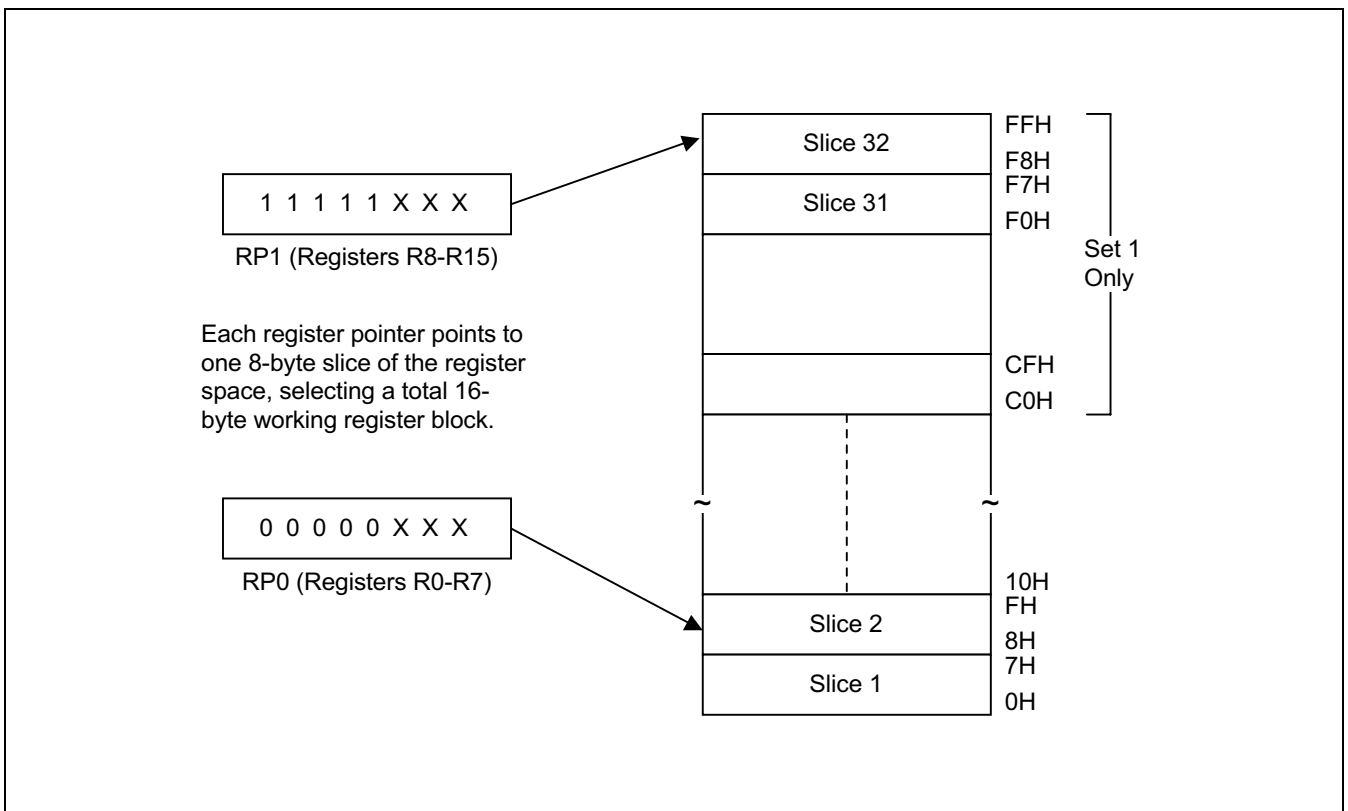 1 1 1 1 1 X X X
RP1 (Registers R8-R15)
Each register pointer points to
one 8-byte slice of the register
space, selecting a total 16-
byte working register block.
0 0 0 0 0 X X X
RP0 (Registers R0-R7)
Slice 32
Slice 31
Slice 2
Slice 1
FFH
F8H
F7H
F0H
CFH
C0H
~
~
10H
FH
8H
7H
0H
Set 1
Only